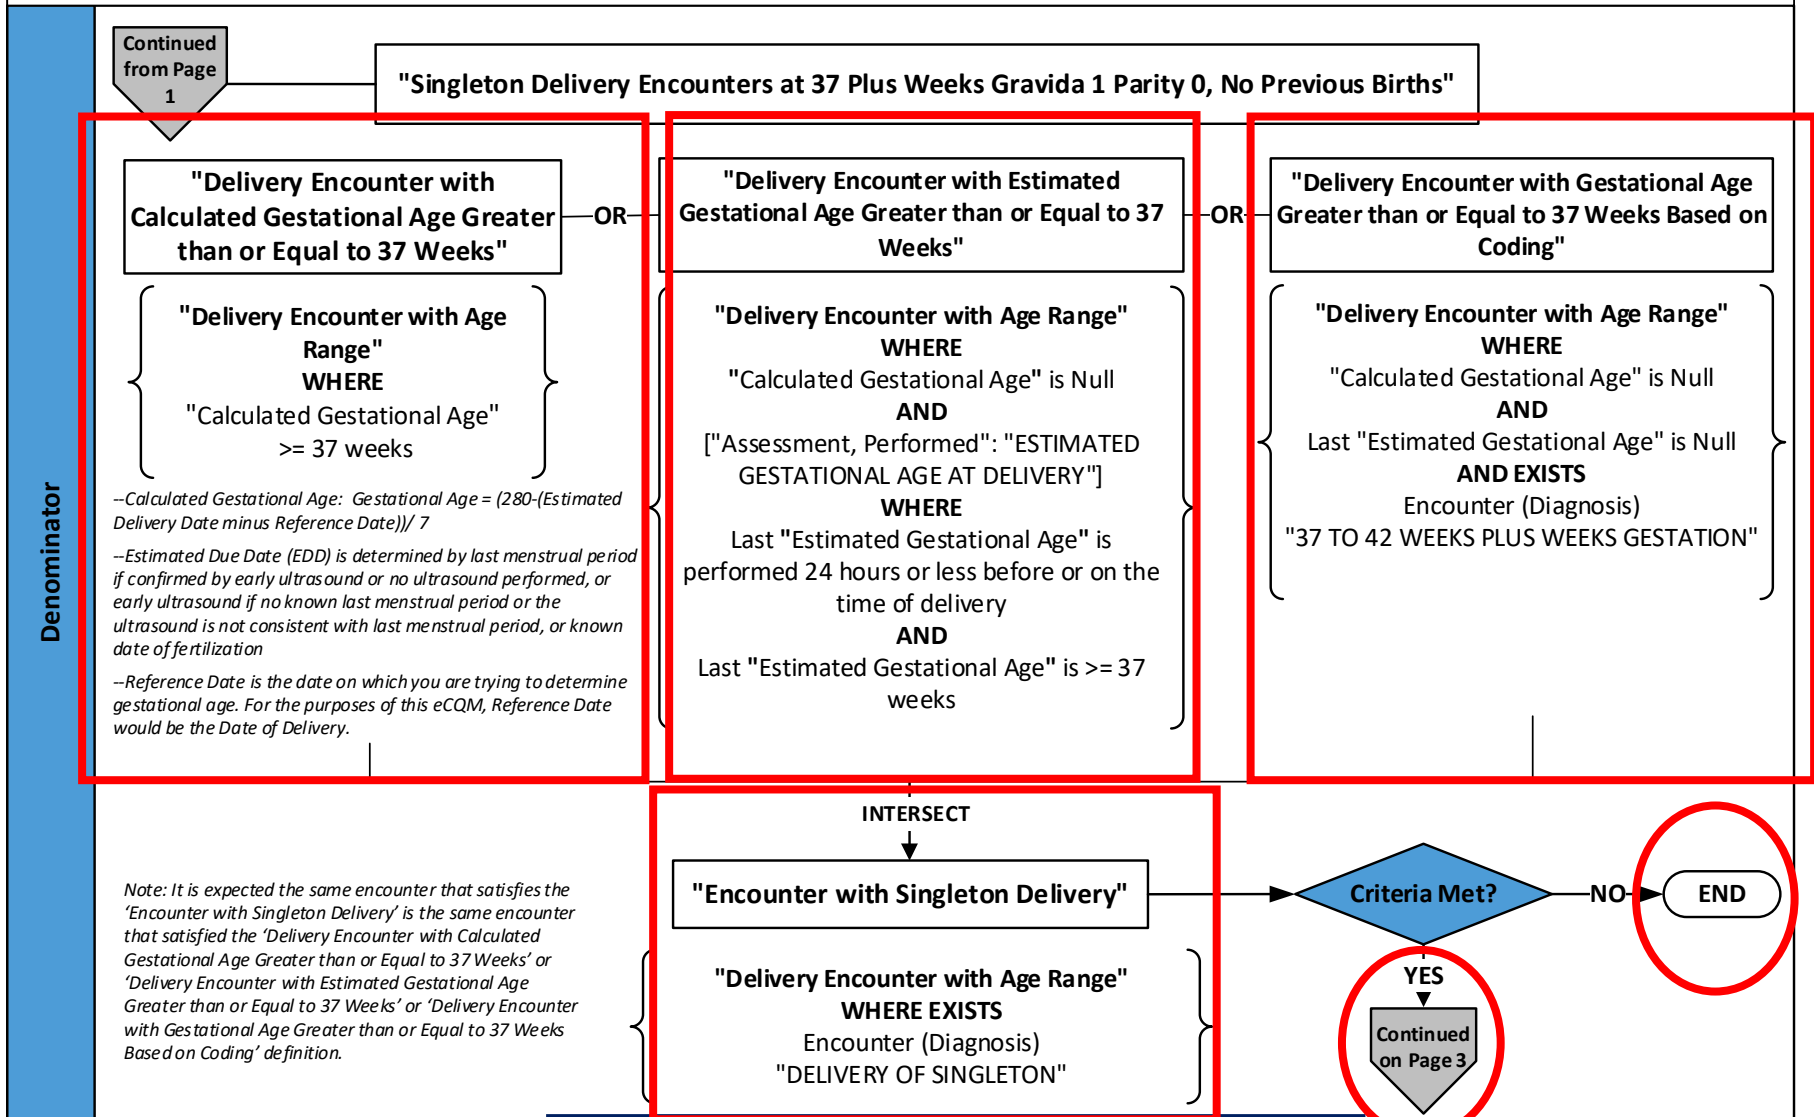 Continued
from Page
1
"Singleton Delivery Encounters at 37 Plus Weeks Gravida 1 Parity 0, No Previous Births"
Denominator
"Delivery Encounter with
Calculated Gestational Age Greater
than or Equal to 37 Weeks"
OR
"Delivery Encounter with Estimated
Gestational Age Greater than or Equal to 37
Weeks"
OR
"Delivery Encounter with Gestational Age
Greater than or Equal to 37 Weeks Based on
Coding"
"Delivery Encounter with Age
Range"
WHERE
"Calculated Gestational Age"
>= 37 weeks
--Calculated Gestational Age:  Gestational Age = (280-(Estimated
Delivery Date minus Reference Date))/ 7
--Estimated Due Date (EDD) is determined by last menstrual period
if confirmed by early ultrasound or no ultrasound performed, or
early ultrasound if no known last menstrual period or the
ultrasound is not consistent with last menstrual period, or known
date of fertilization
--Reference Date is the date on which you are trying to determine
gestational age. For the purposes of this eCQM, Reference Date
would be the Date of Delivery.
"Delivery Encounter with Age Range"
WHERE
"Calculated Gestational Age" is Null
AND
["Assessment, Performed": "ESTIMATED
GESTATIONAL AGE AT DELIVERY"]
WHERE
Last "Estimated Gestational Age" is
performed 24 hours or less before or on the
time of delivery
AND
Last "Estimated Gestational Age" is >= 37
weeks
"Delivery Encounter with Age Range"
WHERE
"Calculated Gestational Age" is Null
AND
Last "Estimated Gestational Age" is Null
AND EXISTS
Encounter (Diagnosis)
"37 TO 42 WEEKS PLUS WEEKS GESTATION"
INTERSECT
Note: It is expected the same encounter that satisfies the
‘Encounter with Singleton Delivery’ is the same encounter
that satisfied the ‘Delivery Encounter with Calculated
Gestational Age Greater than or Equal to 37 Weeks’ or
‘Delivery Encounter with Estimated Gestational Age
Greater than or Equal to 37 Weeks’ or ‘Delivery Encounter
with Gestational Age Greater than or Equal to 37 Weeks
Based on Coding’ definition.
"Encounter with Singleton Delivery"
"Delivery Encounter with Age Range"
WHERE EXISTS
Encounter (Diagnosis)
"DELIVERY OF SINGLETON"
Criteria Met?
NO
END
YES
Continued
on Page 3